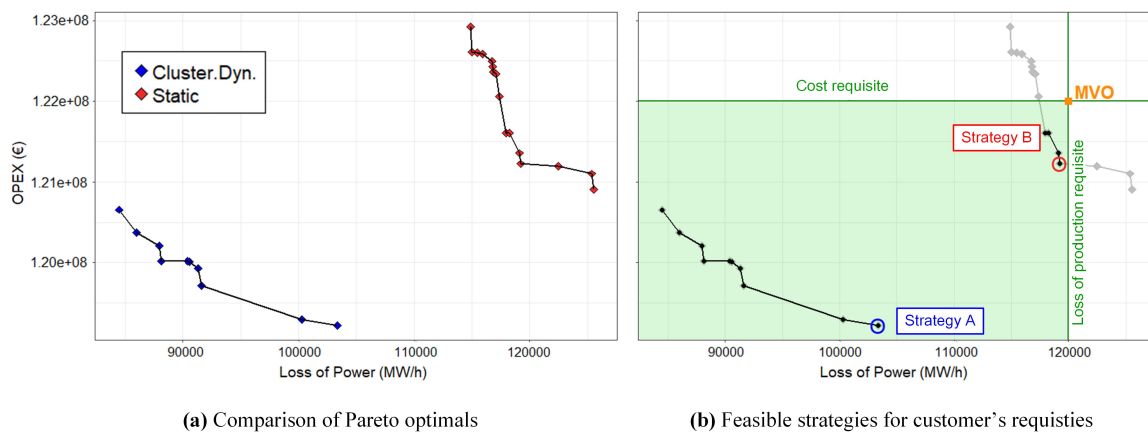 1.23e+08
1.22e+08
1.21e+08
1.20e+08
OPEX (€)
Cluster.Dyn.
Static
90000
100000
110000
120000
Loss of Power (MW/h)
(a) Comparison of Pareto optimals
Cost requisite
MVO
Strategy B
Loss of production requisite
Strategy A
90000
100000
110000
120000
Loss of Power (MW/h)
(b) Feasible strategies for customer's requisties